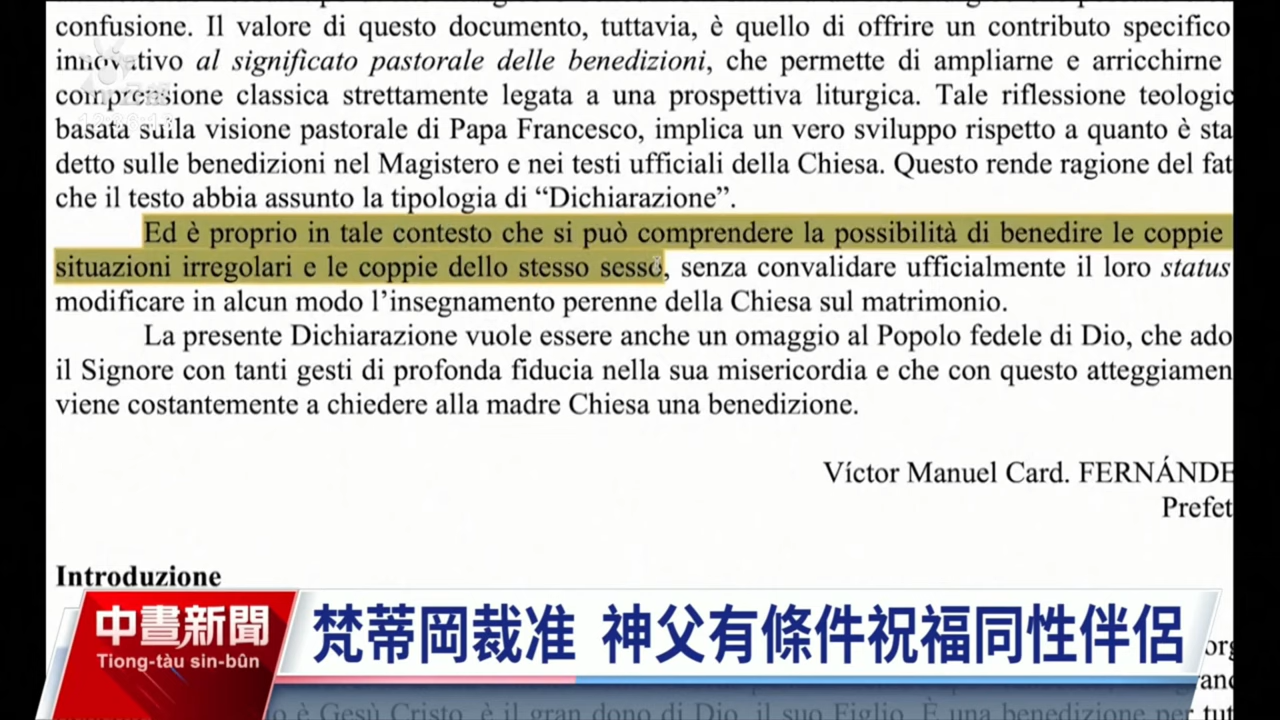 confusione. Il valore di questo documento, tuttavia, è quello di offrire un contributo specifico
innovativo al significato pastorale delle benedizioni, che permette di ampliarne e arricchirne
comprensione classica strettamente legata a una prospettiva liturgica. Tale riflessione teologic
basata sulla visione pastorale di Papa Francesco, implica un vero sviluppo rispetto a quanto è sta
detto sulle benedizioni nel Magistero e nei testi ufficiali della Chiesa. Questo rende ragione del fat
che il testo abbia assunto la tipologia di “Dichiarazione”.
Ed è proprio in tale contesto che si può comprendere la possibilità di benedire le coppie
situazioni irregolari e le coppie dello stesso sesso, senza convalidare ufficialmente il loro status
modificare in alcun modo l’insegnamento perenne della Chiesa sul matrimonio.
La presente Dichiarazione vuole essere anche un omaggio al Popolo fedele di Dio, che ado
il Signore con tanti gesti di profonda fiducia nella sua misericordia e che con questo atteggiamen
viene costantemente a chiedere alla madre Chiesa una benedizione.
Víctor Manuel Card. FERNÁNDE
Prefet
Introduzione
中晝新聞
Tiong-tàu sin-bûn
梵蒂岡裁准 神父有條件祝福同性伴侶
è Gesù Cristo, è il gran dono di Dio, il suo Figlio. È una benedizione per tut